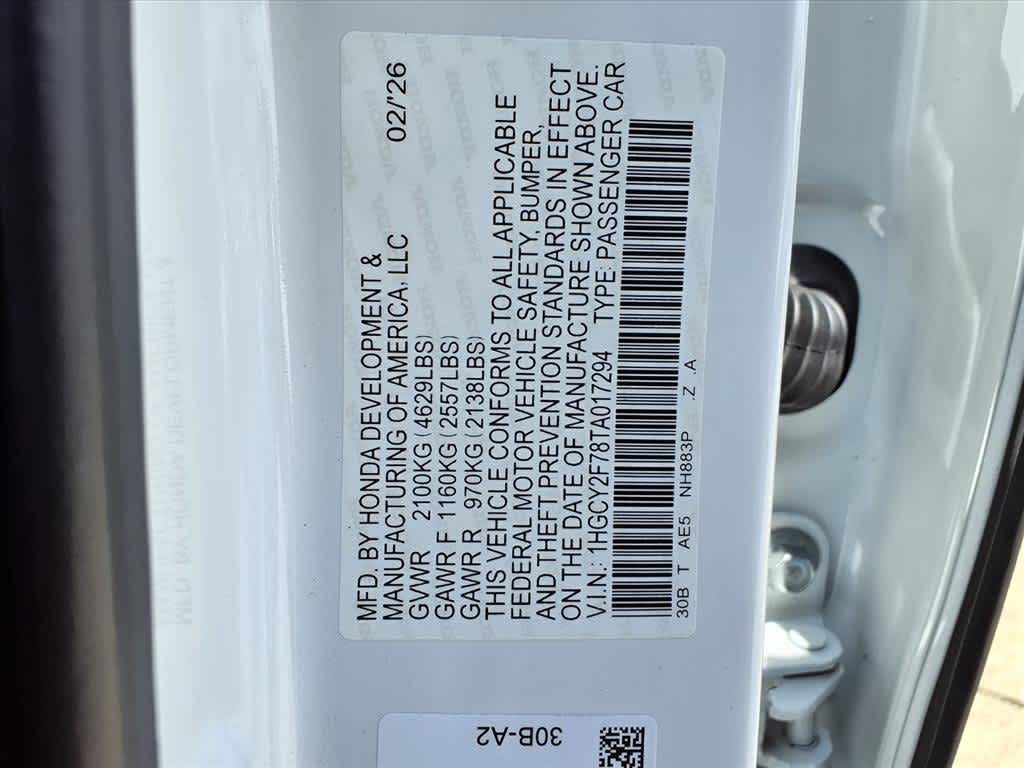 MFD. BY HONDA DEVELOPMENT & 02/'26
MANUFACTURING OF AMERICA, LLC
GVWR 2100KG (4629LBS)
GAWR F 1160KG (2557LBS)
GAWR R 970KG (2138LBS)
THIS VEHICLE CONFORMS TO ALL APPLICABLE
FEDERAL MOTOR VEHICLE SAFETY, BUMPER,
AND THEFT PREVENTION STANDARDS IN EFFECT
ON THE DATE OF MANUFACTURE SHOWN ABOVE.
V.I.N.: 1HGCY2F78TA017294 TYPE: PASSENGER CAR
30B T AE5 NH883P .Z .A
30B-A2